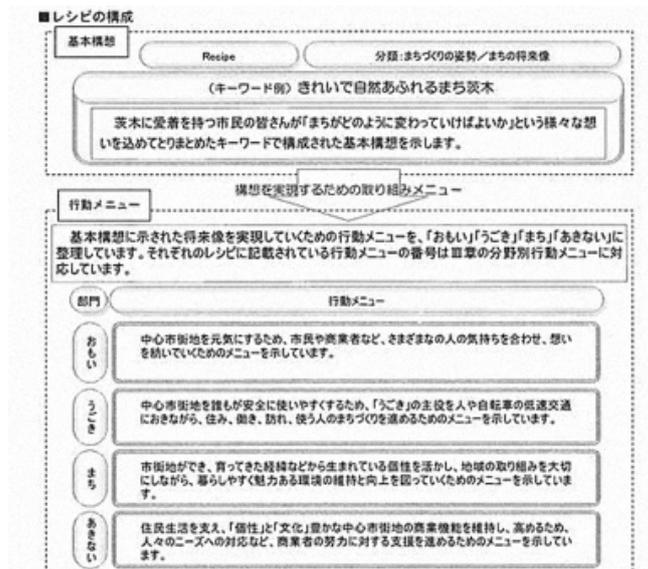 ■レシピの構成
基本構想
Recipe
分類:まちづくりの姿勢／まちの将来像
(キーワード例) きれいで自然あふれるまち茨木
茨木に愛着を持つ市民の皆さんが「まちがどのように変わっていけばよいか」という様々な想
いを込めてとりまとめたキーワードで構成された基本構想を示します。
構想を実現するための取り組みメニュー
行動メニュー
基本構想に示された将来像を実現していくための行動メニューを、「おもい」「うごき」「まち」「あきない」に
整理しています。それぞれのレシピに記載されている行動メニューの番号はⅢ章の分野別行動メニューに対
応しています。
部門
行動メニュー
おもい
中心市街地を元気にするため、市民や商業者など、さまざまなの人の気持ちを合わせ、想い
を紡いでいくためのメニューを示しています。
うごき
中心市街地を誰もが安全に使いやすくするため、「うごき」の主役を人や自転車の低速交通
におきながら、住み、働き、訪れ、使う人のまちづくりを進めるためのメニューを示しています。
まち
市街地ができ、育ってきた経緯などから生まれている個性を活かし、地域の取り組みを大切
にしながら、暮らしやすく魅力ある環境の維持と向上を図っていくためのメニューを示していま
す。
あきない
住民生活を支え、「個性」と「文化」豊かな中心市街地の商業機能を維持し、高めるため、
人々のニーズへの対応など、商業者の努力に対する支援を進めるためのメニューを示してい
ます。